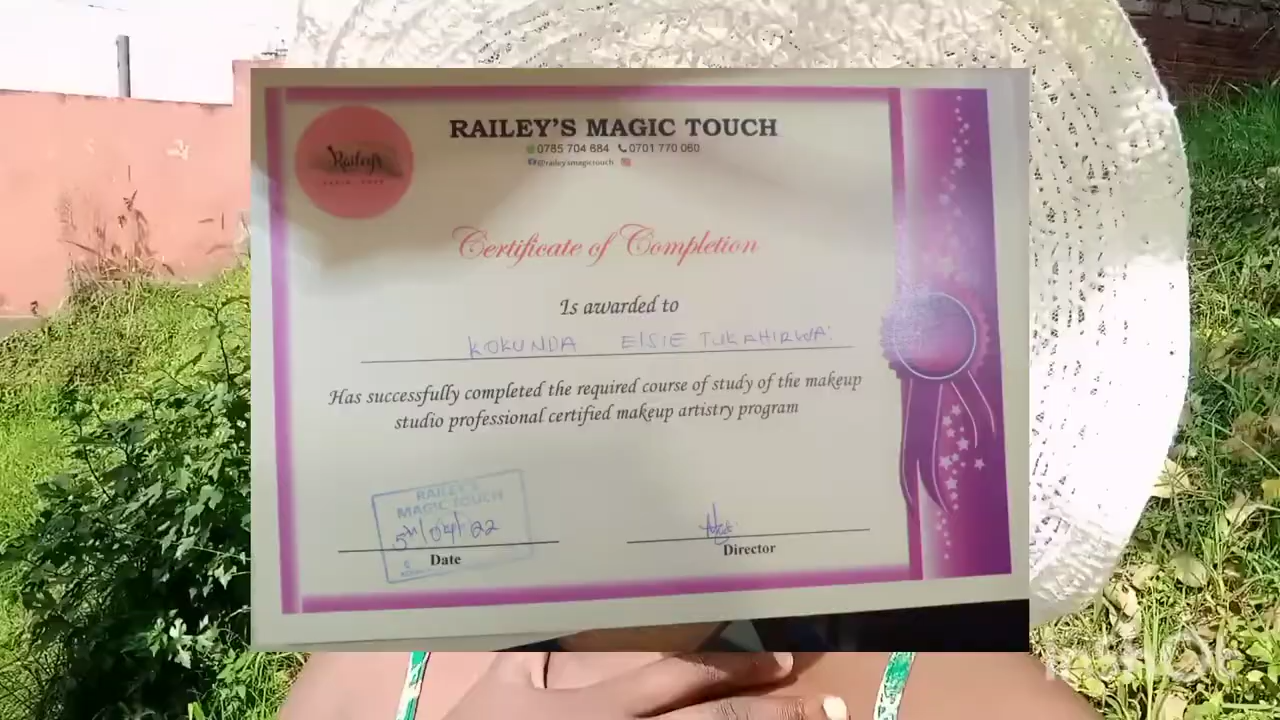 RAILEY'S MAGIC TOUCH
0785 704 684 0701 770 060
@raileysmagictouch
Railey's
Certificate of Completion
Is awarded to
KOKUNDA ElSIE TUKAHIRWA.
Has successfully completed the required course of study of the makeup
studio professional certified makeup artistry program
RAILEY'S
MAGIC TOUCH
5th/04/22
Date
Director